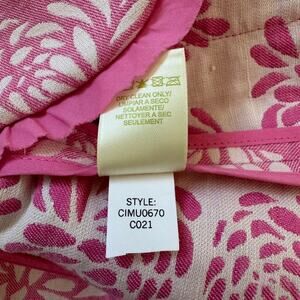 DRY CLEAN ONLY/
LIMPIAR A SECO
SOLAMENTE/
NETTOYER A SEC
SEULEMENT
STYLE:
CIMU0670
C021